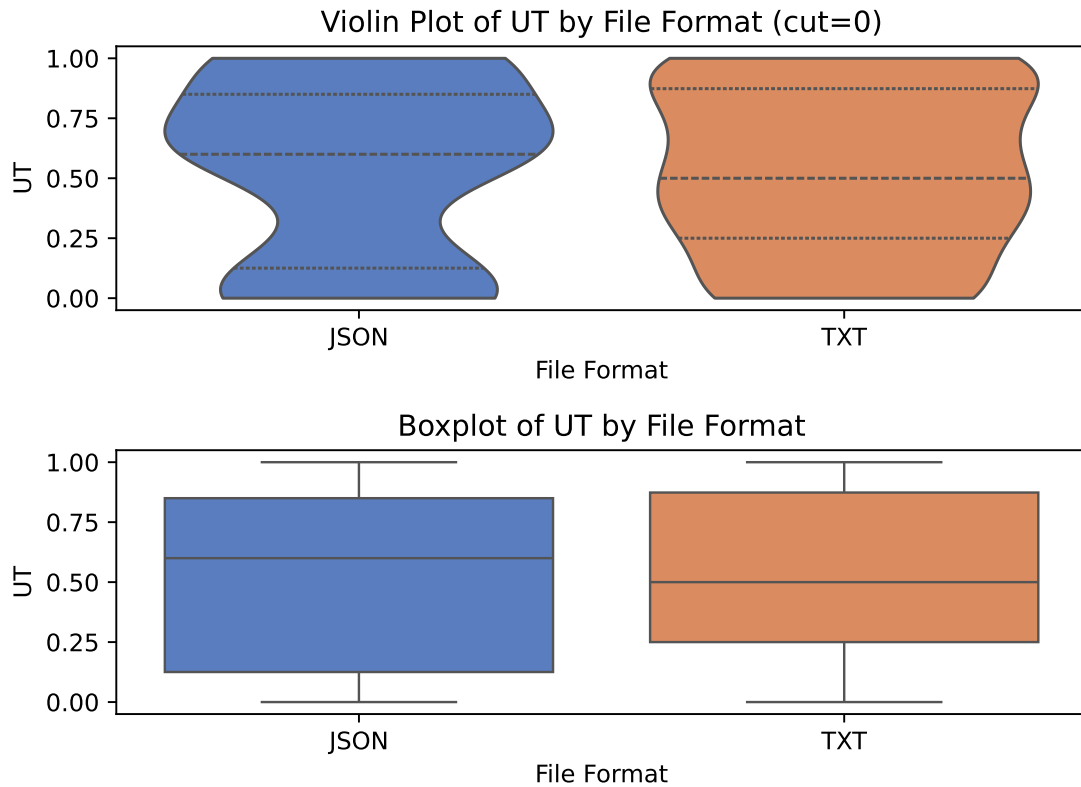 Violin Plot of UT by File Format (cut=0)
1.00
0.75
0.50
0.25
0.00
UT
JSON
TXT
File Format
Boxplot of UT by File Format
1.00
0.75
0.50
0.25
0.00
UT
JSON
TXT
File Format